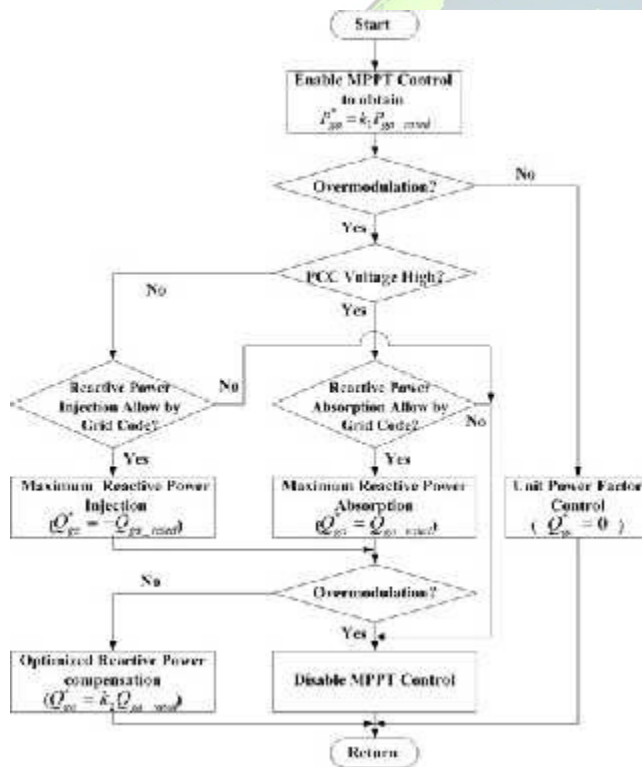 Start
Enable MPPT Control
to obtain
Overmodulation?
No
Yes
PCC Voltage High?
No
Yes
Reactive Power
Injection Allow by
Grid Code?
No
Reactive Power
Absorption Allow by
Grid Code?
No
Yes
Yes
Maximum Reactive Power
Injection
Maximum Reactive Power
Absorption
Unit Power Factor
Control
Overmodulation?
No
Yes
Optimized Reactive Power
compensation
Disable MPPT Control
Return